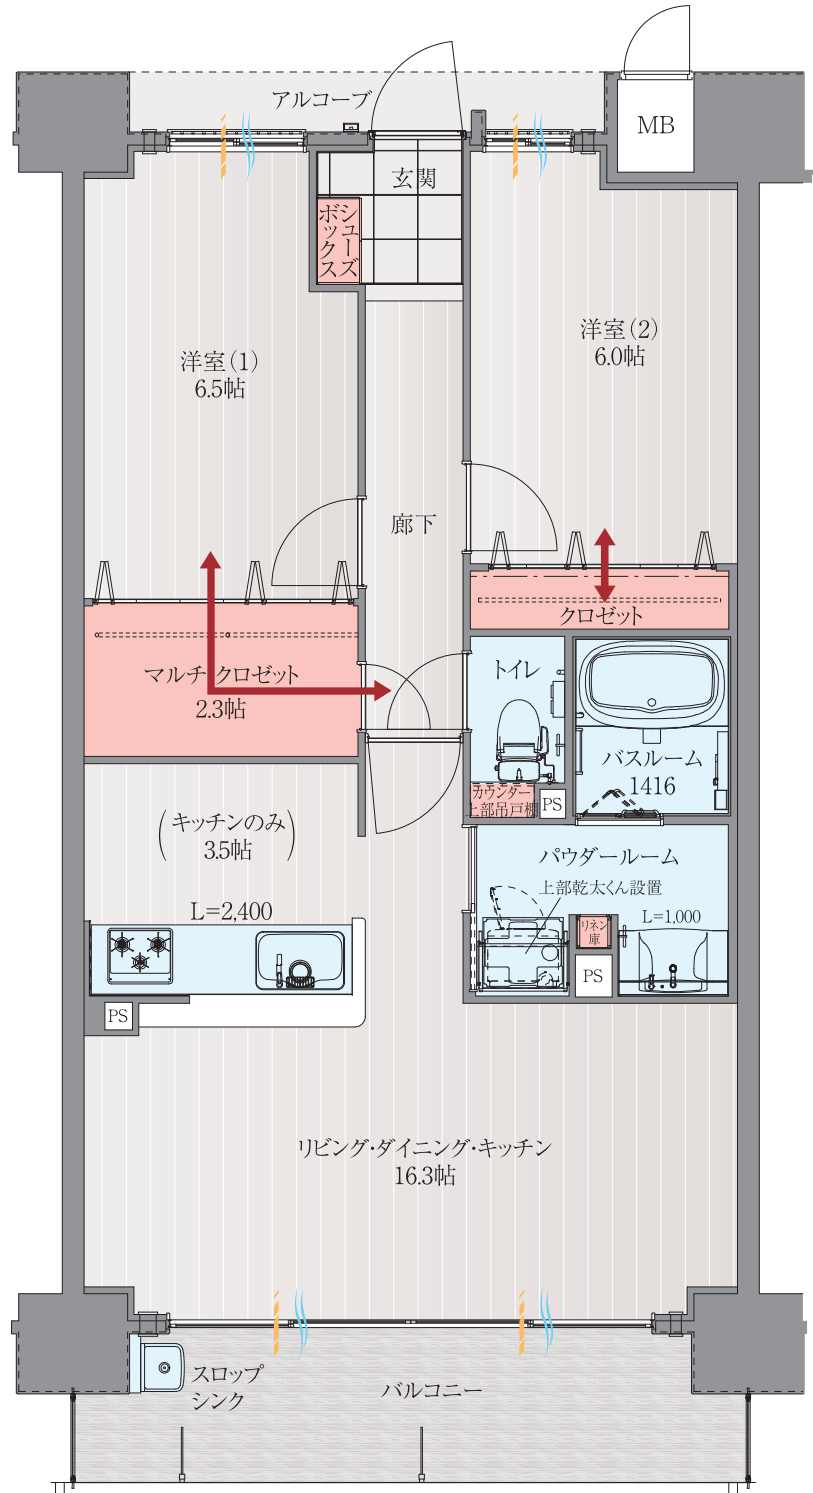 アルコーブ
MB
玄関
シューズ
ボックス
洋室(1)
6.5帖
洋室(2)
6.0帖
廊下
クロゼット
マルチクロゼット
2.3帖
トイレ
バスルーム
1416
カウンター
上部吊戸棚
PS
(キッチンのみ)
3.5帖
パウダールーム
上部乾太くん設置
L=2,400
L=1,000
リネン
庫
PS
PS
リビング・ダイニング・キッチン
16.3帖
スロップ
シンク
バルコニー